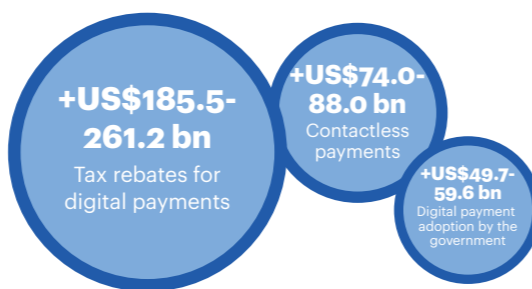 +US$185.5-
261.2 bn
Tax rebates for
digital payments
+US$74.0-
88.0 bn
Contactless
payments
+US$49.7-
59.6 bn
Digital payment
adoption by the
government